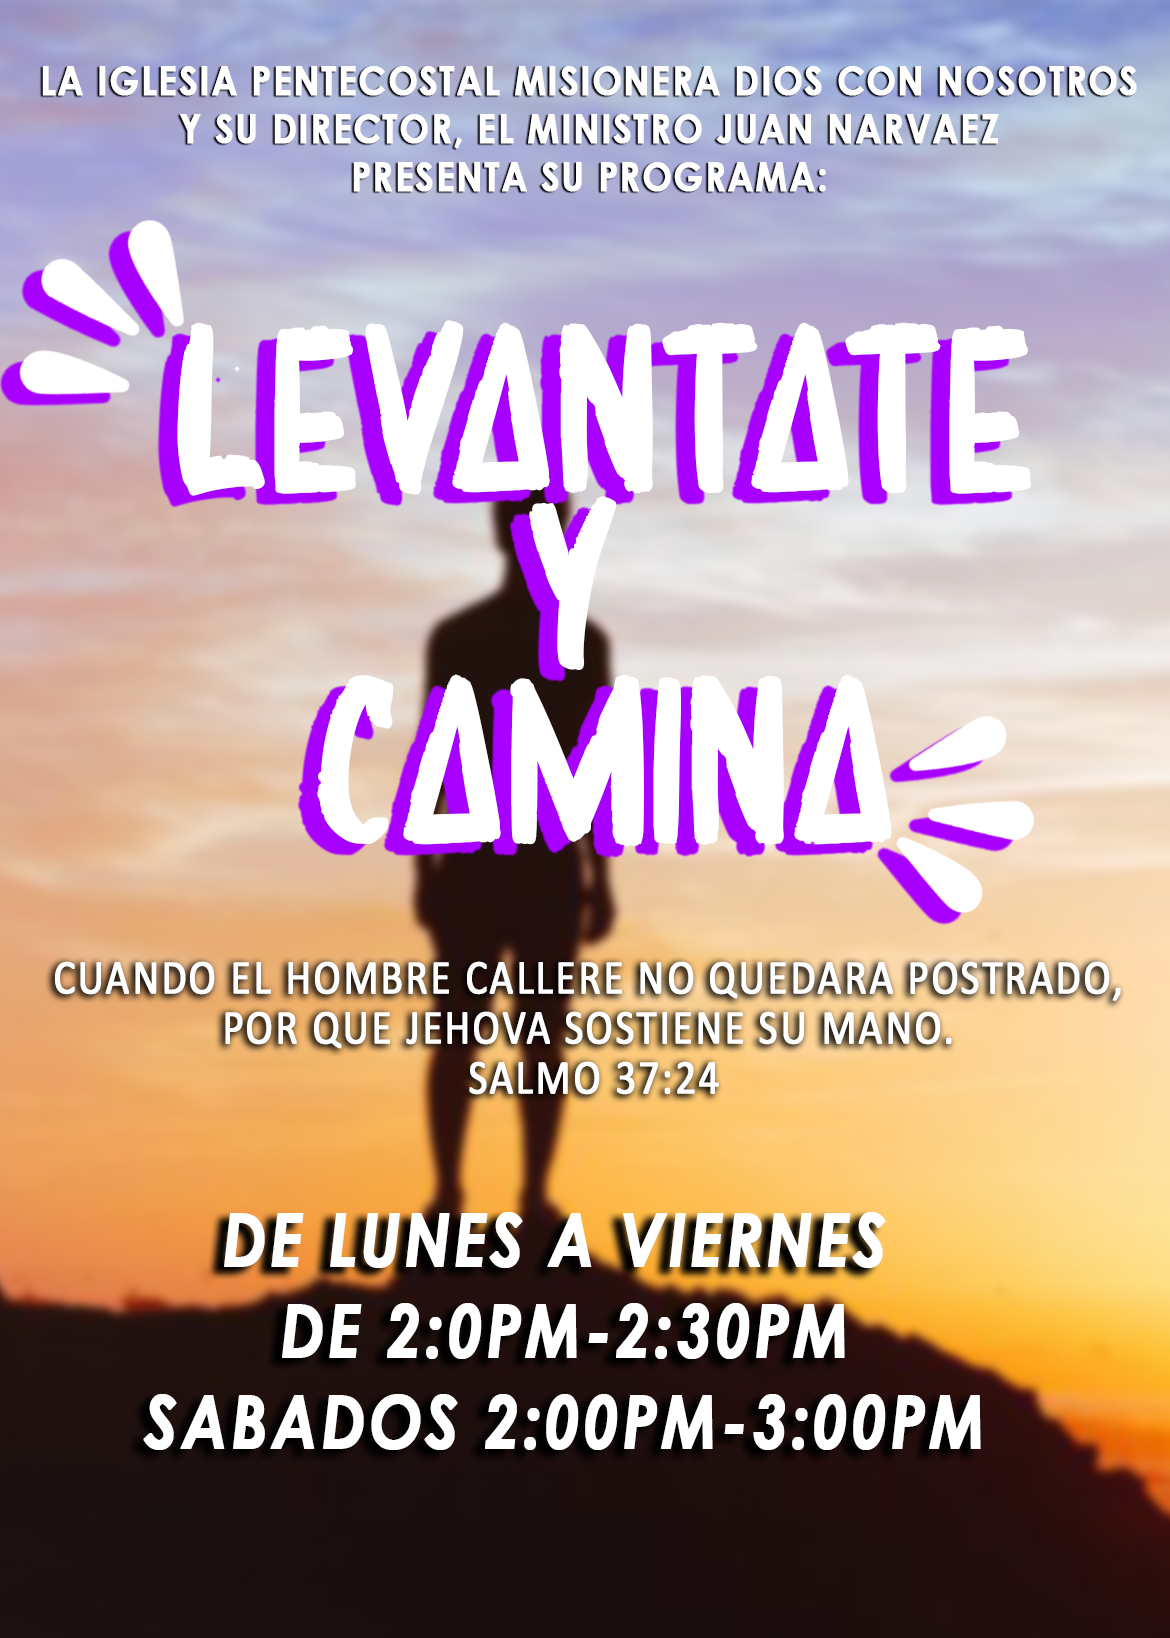 LA IGLESIA PENTECOSTAL MISIONERA DIOS CON NOSOTROS
Y SU DIRECTOR, EL MINISTRO JUAN NARVAEZ
PRESENTA SU PROGRAMA:
LEVANTATE
Y
CAMINA
CUANDO EL HOMBRE CALLERE NO QUEDARA POSTRADO,
POR QUE JEHOVA SOSTIENE SU MANO.
SALMO 37:24
DE LUNES A VIERNES
DE 2:0PM-2:30PM
SABADOS 2:00PM-3:00PM